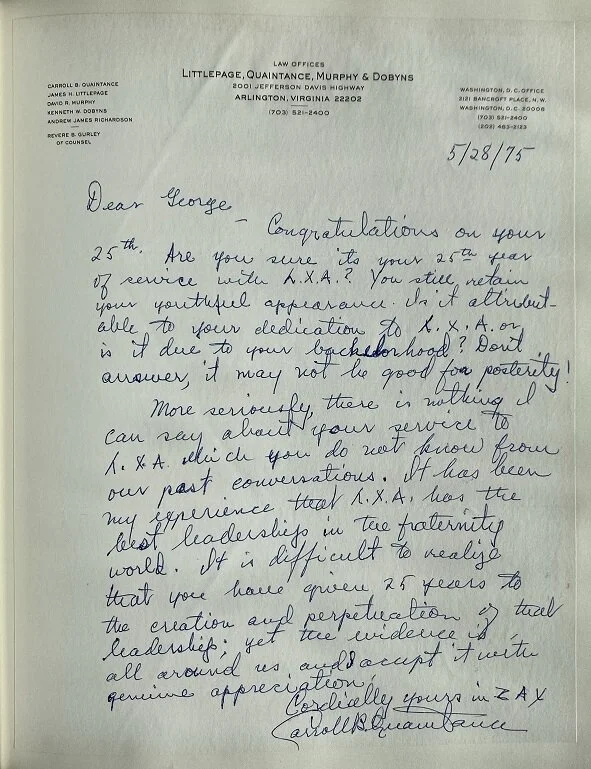 LAW OFFICES
LITTLEPAGE, QUAINTANCE, MURPHY & DOBYNS
2001 JEFFERSON DAVIS HIGHWAY
ARLINGTON, VIRGINIA 22202
(703) 521-2400
CARROLL B. QUAINTANCE
JAMES H. LITTLEPAGE
DAVID R. MURPHY
KENNETH W. DOBYNS
ANDREW JAMES RICHARDSON
REVERE B. GURLEY
OF COUNSEL
WASHINGTON, D.C. OFFICE
2121 BANCROFT PLACE, N.W.
WASHINGTON, D.C. 20008
(703) 521-2400
(202) 483-2123
5/28/75
Dear George
- Congratulations on your
25th. Are you sure its your 25th year
of service with L.X.A.? You still retain
your youthful appearance. Is it attribut-
able to your dedication to L.X.A. or
is it due to your bachelorhood? Don't
answer, it may not be good for posterity!
More seriously, there is nothing I
can say about your service to
L.X.A. which you do not know from
our past conversations. It has been
my experience that L.X.A. has the
best leadership in the fraternity
world. It is difficult to realize
that you have given 25 years to
the creation and perpetuation of that
leadership; yet the evidence is
all around us and I accept it with
genuine appreciation.
Cordially yours in ZAX
Carroll B. Quaintance